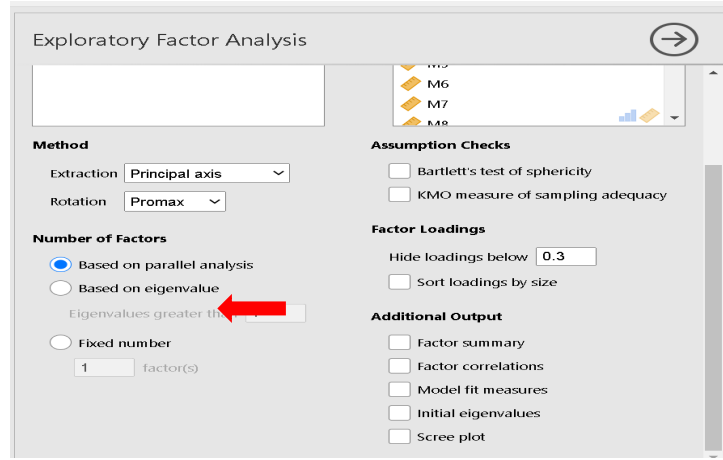 Exploratory Factor Analysis
M6
M7
Method
Extraction Principal axis
Rotation Promax
Number of Factors
Based on parallel analysis
Based on eigenvalue
Eigenvalues greater
Fixed number
1 factor(s)
Assumption Checks
Bartlett's test of sphericity
KMO measure of sampling adequacy
Factor Loadings
Hide loadings below 0.3
Sort loadings by size
Additional Output
Factor summary
Factor correlations
Model fit measures
Initial eigenvalues
Scree plot